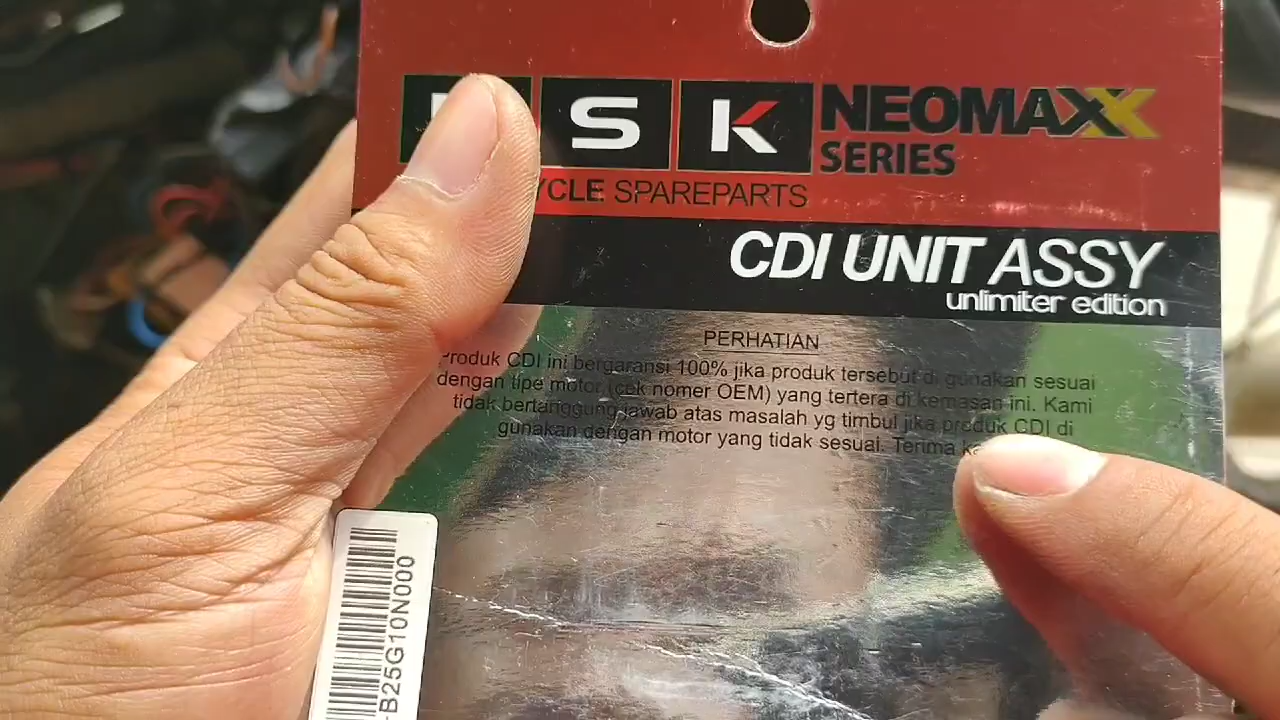 SK NEOMAXX
SERIES
SPAREPARTS
CDI UNIT ASSY
unlimiter edition
PERHATIAN
Produk CDI ini bergaransi 100% jika produk tersebut di gunakan sesuai
dengan tipe motor (cek nomer OEM) yang tertera di kemasan ini. Kami
tidak bertanggung jawab atas masalah yg timbul jika produk CDI di
gunakan dengan motor yang tidak sesuai. Terima
-B25G10N000